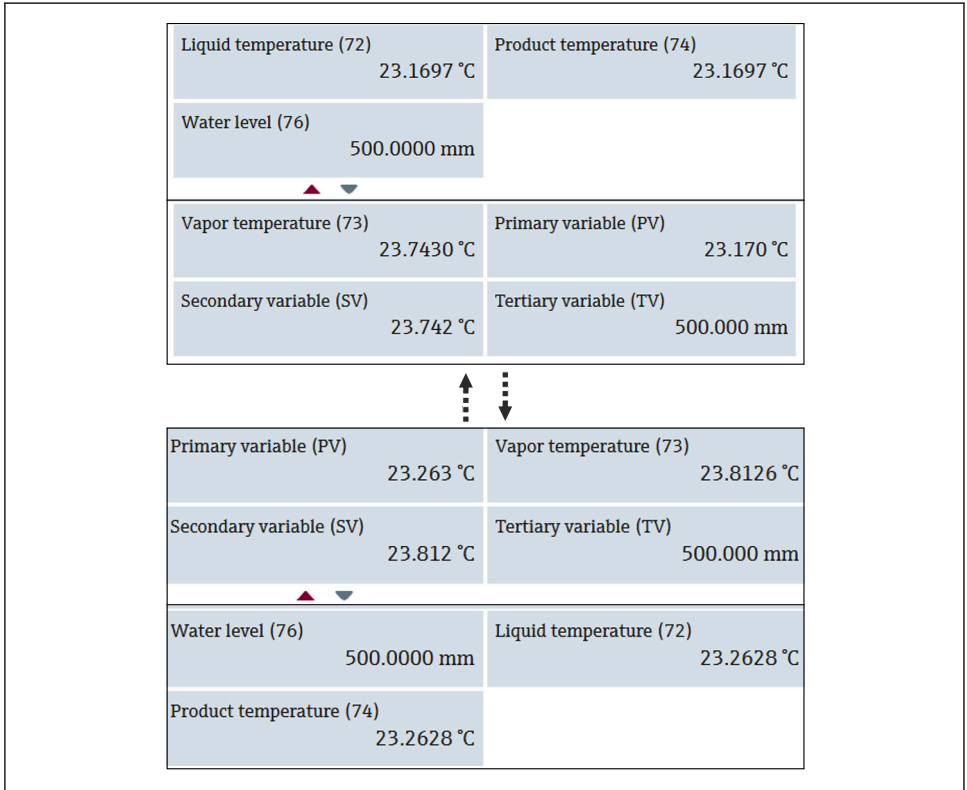 Liquid temperature (72)
23.1697 °C
Product temperature (74)
23.1697 °C
Water level (76)
500.0000 mm
Vapor temperature (73)
23.7430 °C
Primary variable (PV)
23.170 °C
Secondary variable (SV)
23.742 °C
Tertiary variable (TV)
500.000 mm
Primary variable (PV)
23.263 °C
Vapor temperature (73)
23.8126 °C
Secondary variable (SV)
23.812 °C
Tertiary variable (TV)
500.000 mm
Water level (76)
500.0000 mm
Liquid temperature (72)
23.2628 °C
Product temperature (74)
23.2628 °C